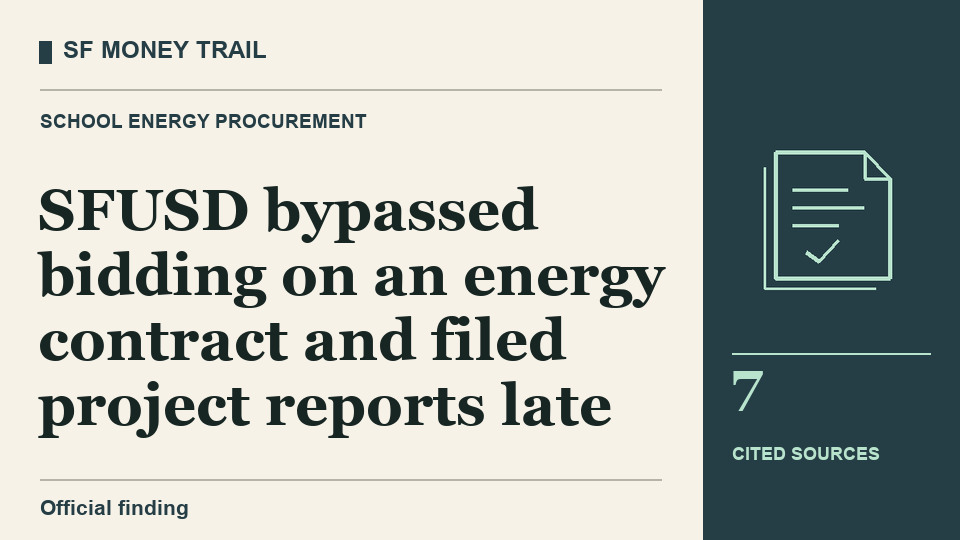 SF MONEY TRAIL
SCHOOL ENERGY PROCUREMENT
SFUSD bypassed
bidding on an energy
contract and filed
project reports late
Official finding
7
CITED SOURCES